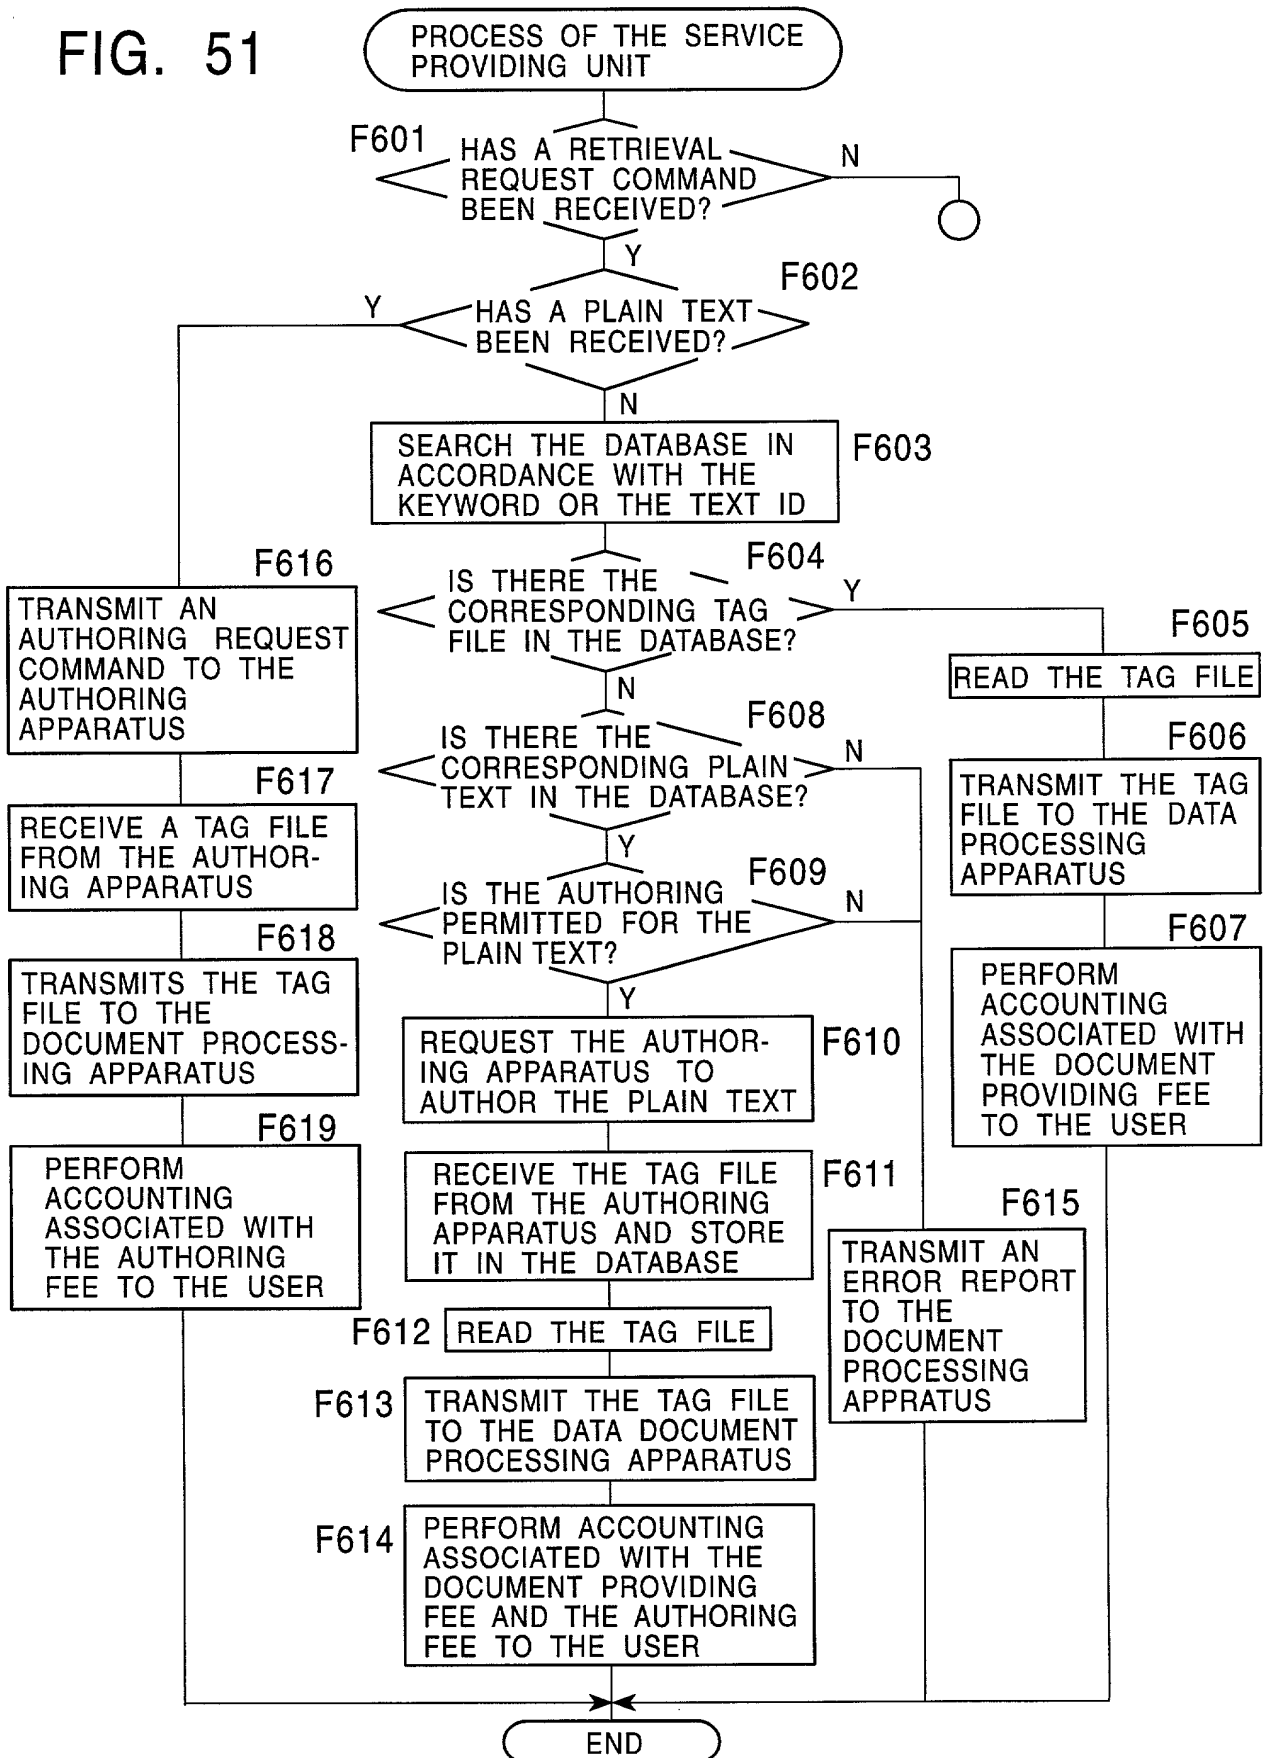 FIG. 51
PROCESS OF THE SERVICE
PROVIDING UNIT
F601
HAS A RETRIEVAL
REQUEST COMMAND
BEEN RECEIVED?
N
Y
F602
HAS A PLAIN TEXT
BEEN RECEIVED?
Y
N
SEARCH THE DATABASE IN
ACCORDANCE WITH THE
KEYWORD OR THE TEXT ID
F603
F604
IS THERE THE
CORRESPONDING TAG
FILE IN THE DATABASE?
Y
N
F605
READ THE TAG FILE
F606
TRANSMIT THE TAG
FILE TO THE DATA
PROCESSING
APPARATUS
F607
PERFORM
ACCOUNTING
ASSOCIATED WITH
THE DOCUMENT
PROVIDING FEE
TO THE USER
F608
IS THERE THE
CORRESPONDING PLAIN
TEXT IN THE DATABASE?
N
Y
F609
IS THE AUTHORING
PERMITTED FOR THE
PLAIN TEXT?
N
Y
REQUEST THE AUTHOR-
ING APPARATUS TO
AUTHOR THE PLAIN TEXT
F610
RECEIVE THE TAG FILE
FROM THE AUTHORING
APPARATUS AND STORE
IT IN THE DATABASE
F611
F612
READ THE TAG FILE
F613
TRANSMIT THE TAG FILE
TO THE DATA DOCUMENT
PROCESSING APPARATUS
F614
PERFORM ACCOUNTING
ASSOCIATED WITH THE
DOCUMENT PROVIDING
FEE AND THE AUTHORING
FEE TO THE USER
F615
TRANSMIT AN
ERROR REPORT
TO THE
DOCUMENT
PROCESSING
APPRATUS
F616
TRANSMIT AN
AUTHORING REQUEST
COMMAND TO THE
AUTHORING
APPARATUS
F617
RECEIVE A TAG FILE
FROM THE AUTHOR-
ING APPARATUS
F618
TRANSMITS THE TAG
FILE TO THE
DOCUMENT PROCESS-
ING APPARATUS
F619
PERFORM
ACCOUNTING
ASSOCIATED WITH
THE AUTHORING
FEE TO THE USER
END